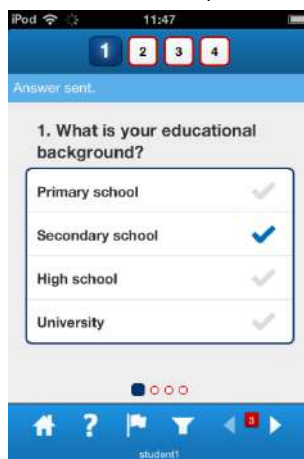 iPod 11:47
1 2 3 4
Answer sent.
1. What is your educational
background?
Primary school
Secondary school
High school
University
? 3
student1